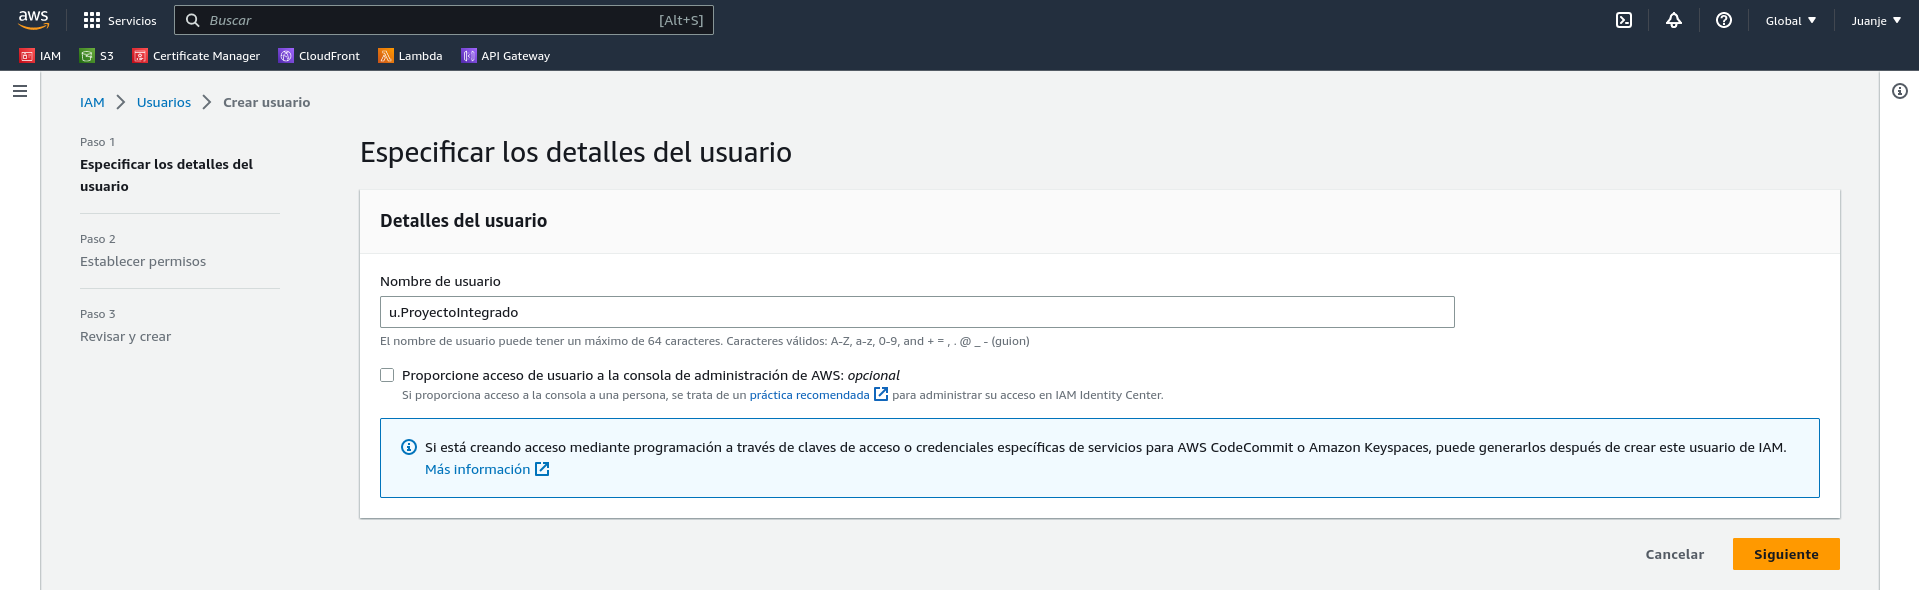 aws
Servicios
Buscar
[Alt+S]
Global
Juanje
IAM
S3
Certificate Manager
CloudFront
Lambda
API Gateway
IAM
Usuarios
Crear usuario
Paso 1
Especificar los detalles del
usuario
Paso 2
Establecer permisos
Paso 3
Revisar y crear
Especificar los detalles del usuario
Detalles del usuario
Nombre de usuario
u.ProyectoIntegrado
El nombre de usuario puede tener un máximo de 64 caracteres. Caracteres válidos: A-Z, a-z, 0-9, and + = , . @ _ - (guion)
Proporcione acceso de usuario a la consola de administración de AWS: opcional
Si proporciona acceso a la consola a una persona, se trata de un práctica recomendada para administrar su acceso en IAM Identity Center.
Si está creando acceso mediante programación a través de claves de acceso o credenciales específicas de servicios para AWS CodeCommit o Amazon Keyspaces, puede generarlos después de crear este usuario de IAM.
Más información
Cancelar
Siguiente